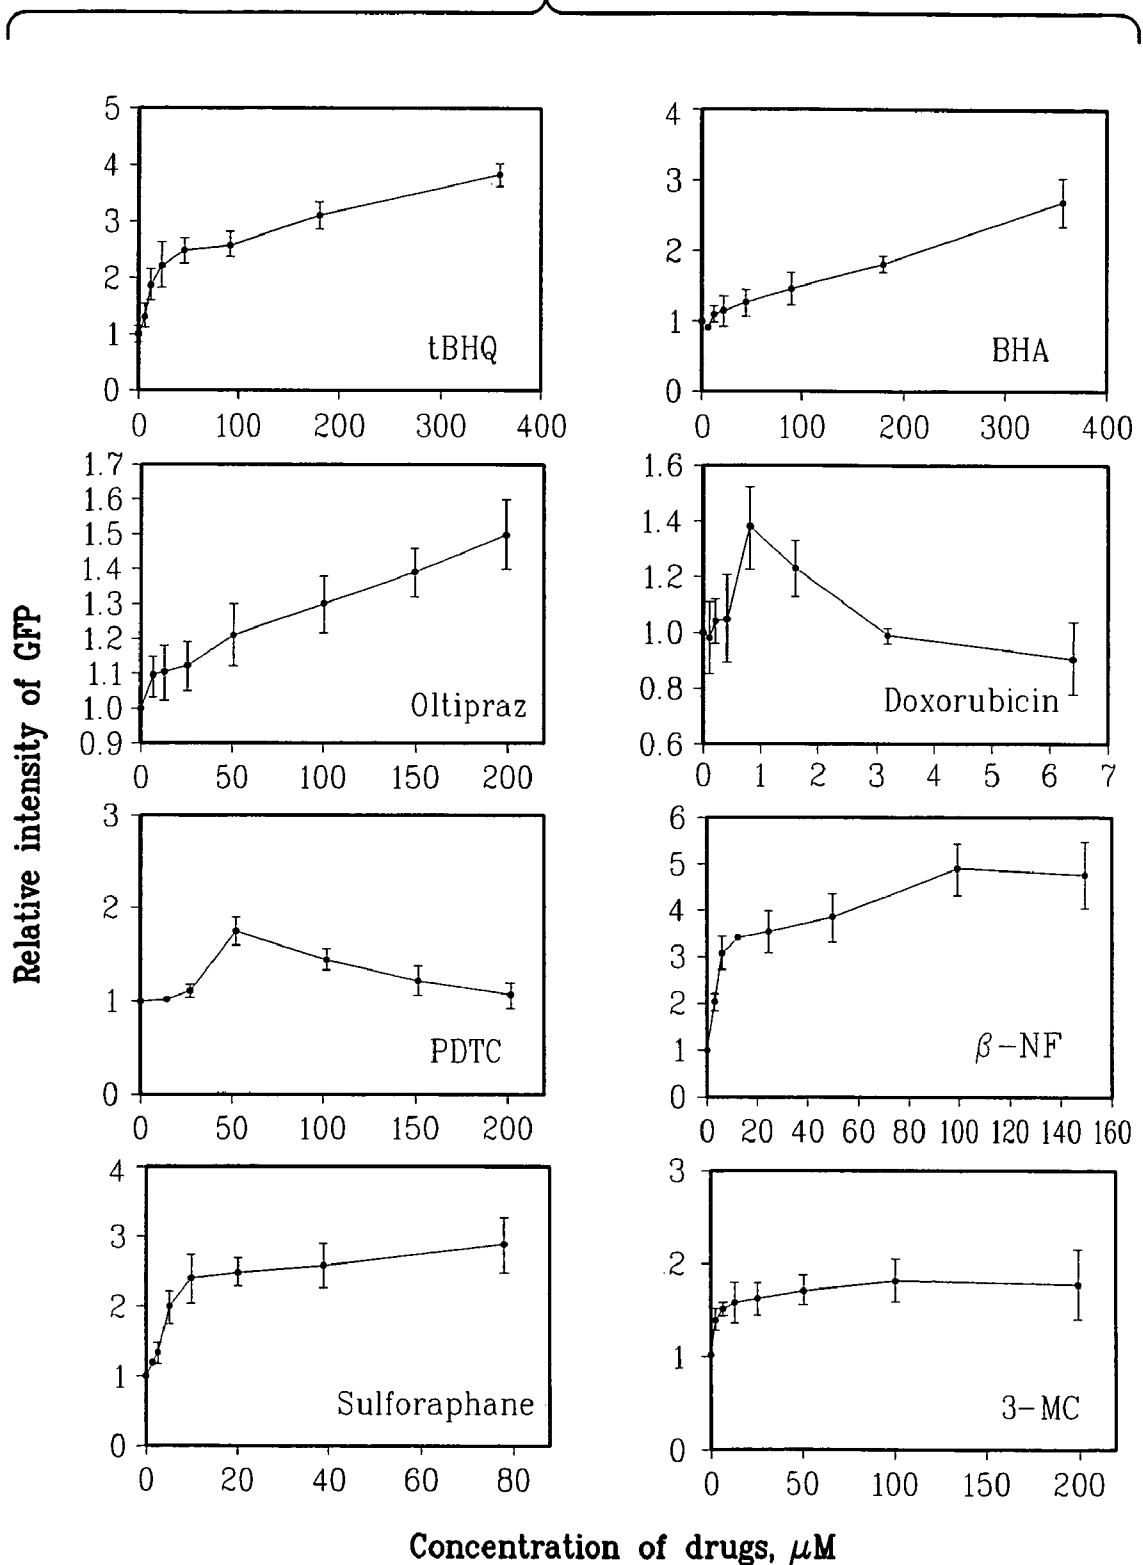 5
4
3
2
1
0
tBHQ
0 100 200 300 400
4
3
2
1
0
BHA
0 100 200 300 400
1.7
1.6
1.5
1.4
1.3
1.2
1.1
1.0
0.9
Oltipraz
0 50 100 150 200
1.6
1.4
1.2
1.0
0.8
0.6
Doxorubicin
0 1 2 3 4 5 6 7
3
2
1
0
PDTC
0 50 100 150 200
6
5
4
3
2
1
0
β-NF
0 20 40 60 80 100 120 140 160
4
3
2
1
0
Sulforaphane
0 20 40 60 80
3
2
1
0
3-MC
0 50 100 150 200
Relative intensity of GFP
Concentration of drugs, μM